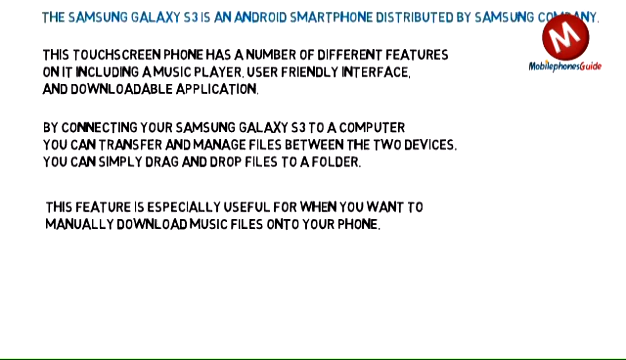 THE SAMSUNG GALAXY S3 IS AN ANDROID SMARTPHONE DISTRIBUTED BY SAMSUNG COMPANY.
M
MobilephonesGuide
THIS TOUCHSCREEN PHONE HAS A NUMBER OF DIFFERENT FEATURES
ON IT INCLUDING A MUSIC PLAYER, USER FRIENDLY INTERFACE,
AND DOWNLOADABLE APPLICATION.
BY CONNECTING YOUR SAMSUNG GALAXY S3 TO A COMPUTER
YOU CAN TRANSFER AND MANAGE FILES BETWEEN THE TWO DEVICES.
YOU CAN SIMPLY DRAG AND DROP FILES TO A FOLDER.
THIS FEATURE IS ESPECIALLY USEFUL FOR WHEN YOU WANT TO
MANUALLY DOWNLOAD MUSIC FILES ONTO YOUR PHONE.